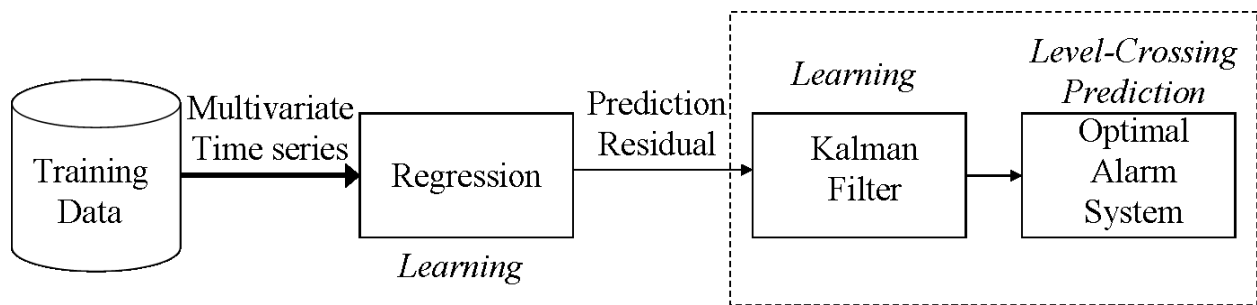 Training
Data
Multivariate
Time series
Regression
Learning
Prediction
Residual
Learning
Kalman
Filter
Level-Crossing
Prediction
Optimal
Alarm
System